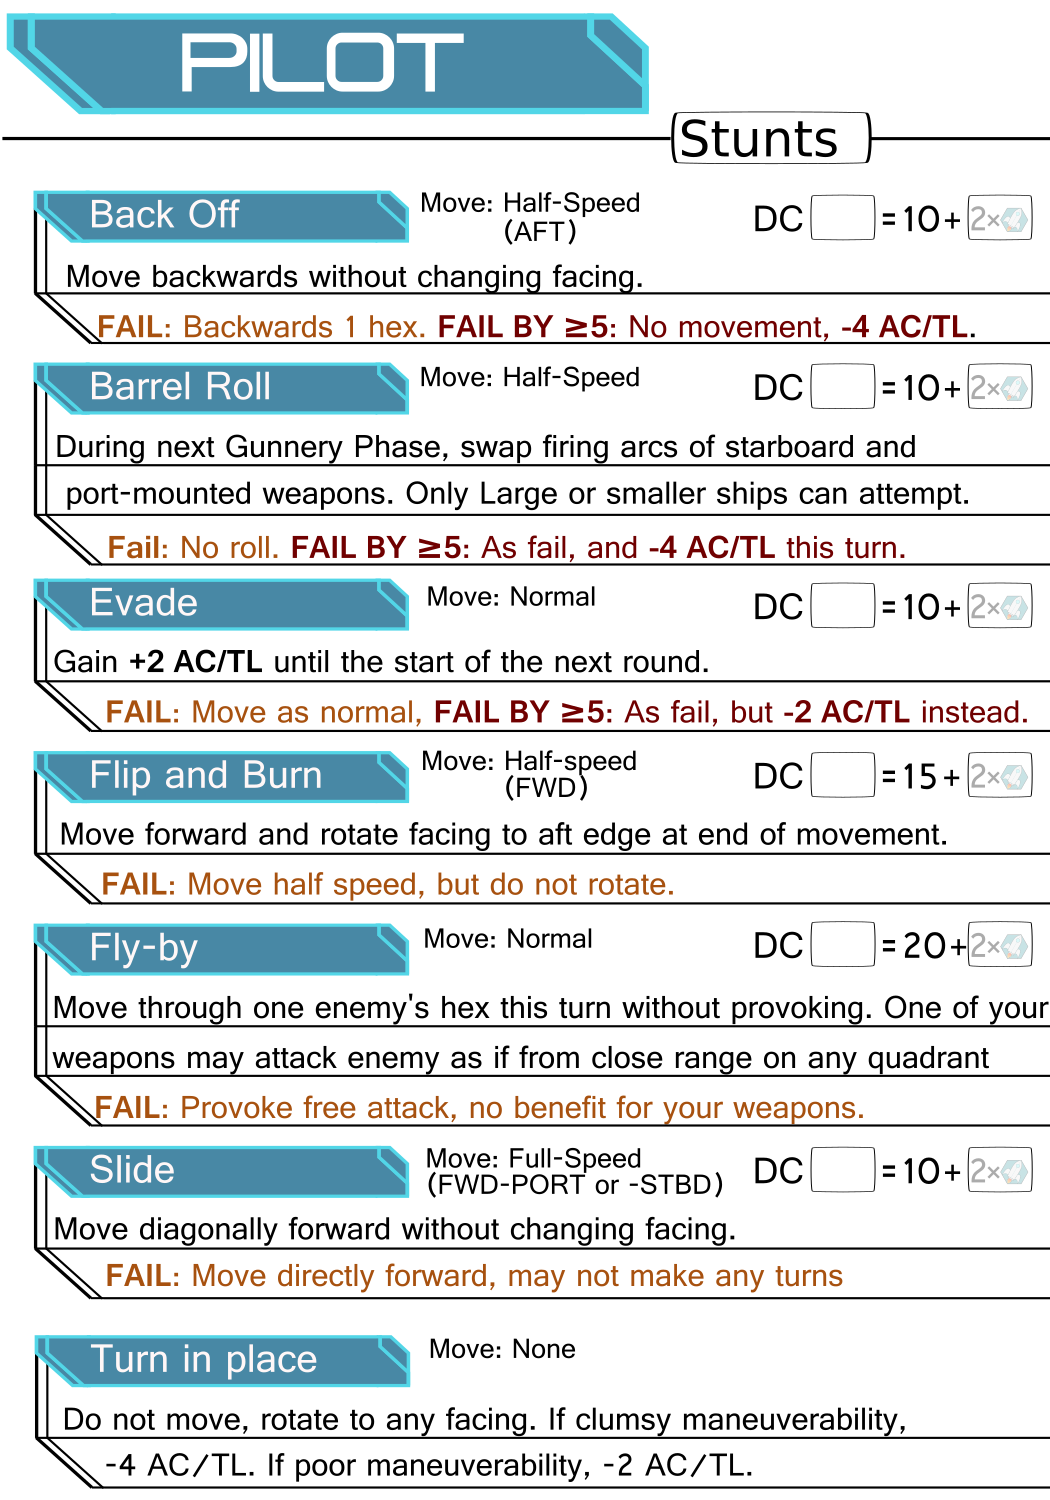 PILOT
Stunts
Back Off Move: Half-Speed DC =10+ 2×
(AFT)
Move backwards without changing facing.
FAIL: Backwards 1 hex. FAIL BY ≥5: No movement, -4 AC/TL.
Barrel Roll Move: Half-Speed DC =10+ 2×
During next Gunnery Phase, swap firing arcs of starboard and
port-mounted weapons. Only Large or smaller ships can attempt.
Fail: No roll. FAIL BY ≥5: As fail, and -4 AC/TL this turn.
Evade Move: Normal DC =10+ 2×
Gain +2 AC/TL until the start of the next round.
FAIL: Move as normal, FAIL BY ≥5: As fail, but -2 AC/TL instead.
Flip and Burn Move: Half-speed DC =15+ 2×
(FWD)
Move forward and rotate facing to aft edge at end of movement.
FAIL: Move half speed, but do not rotate.
Fly-by Move: Normal DC =20+ 2×
Move through one enemy's hex this turn without provoking. One of your
weapons may attack enemy as if from close range on any quadrant
FAIL: Provoke free attack, no benefit for your weapons.
Slide Move: Full-Speed DC =10+ 2×
(FWD-PORT or -STBD)
Move diagonally forward without changing facing.
FAIL: Move directly forward, may not make any turns
Turn in place Move: None
Do not move, rotate to any facing. If clumsy maneuverability,
-4 AC/TL. If poor maneuverability, -2 AC/TL.